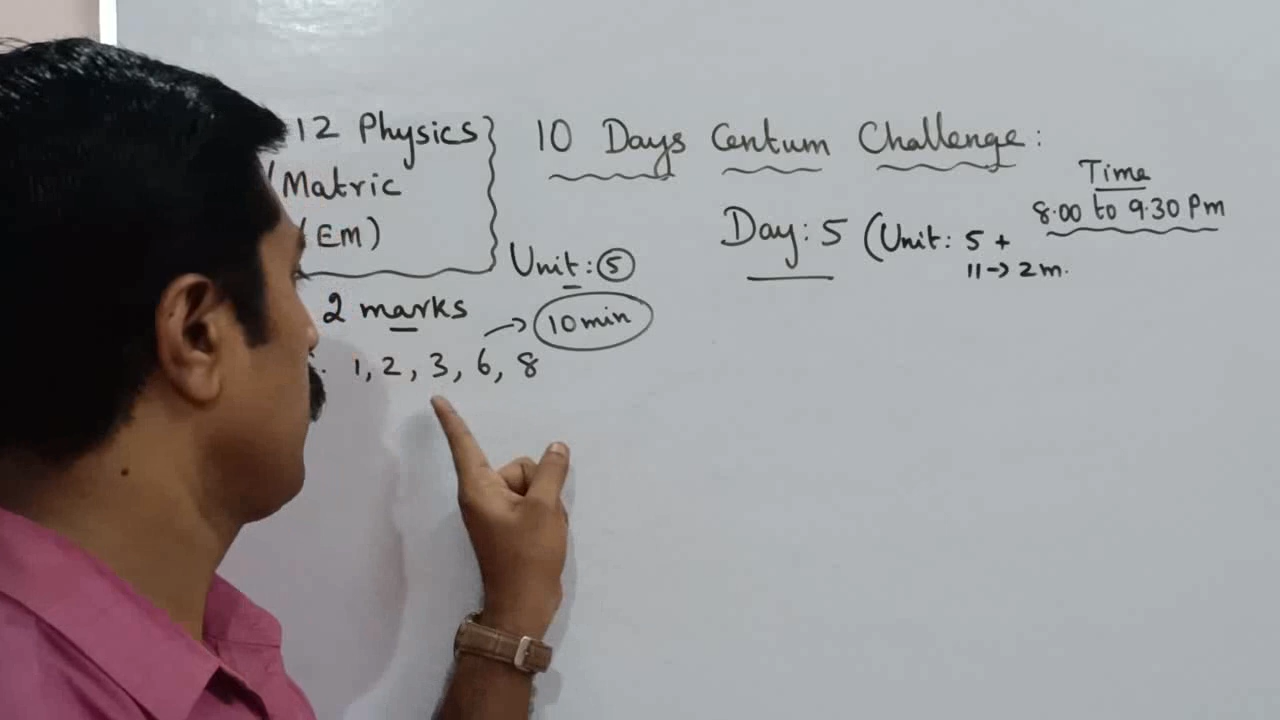 12 Physics
(Matric
(EM)
10 Days Centum Challenge:
Time
8.00 to 9.30 Pm
Day: 5 (Unit: 5 +
11 -> 2m.
Unit: 5
2 marks
→ 10 min
1, 2, 3, 6, 8